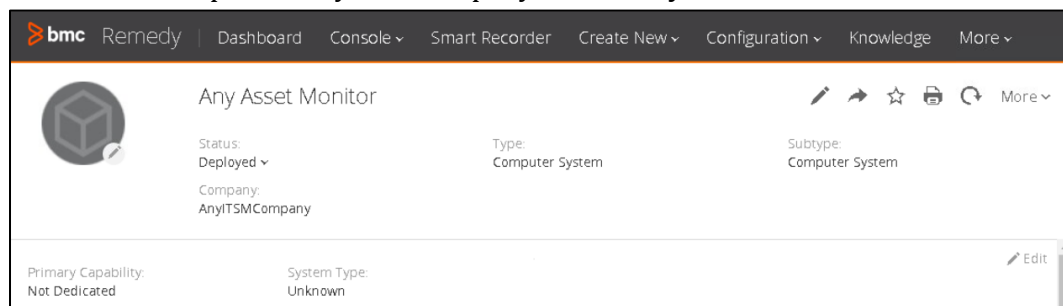 bmc Remedy Dashboard Console Smart Recorder Create New Configuration Knowledge More
Any Asset Monitor
More
Status: Type: Subtype:
Deployed Computer System Computer System
Company:
AnyITSMCompany
Edit
Primary Capability: System Type:
Not Dedicated Unknown